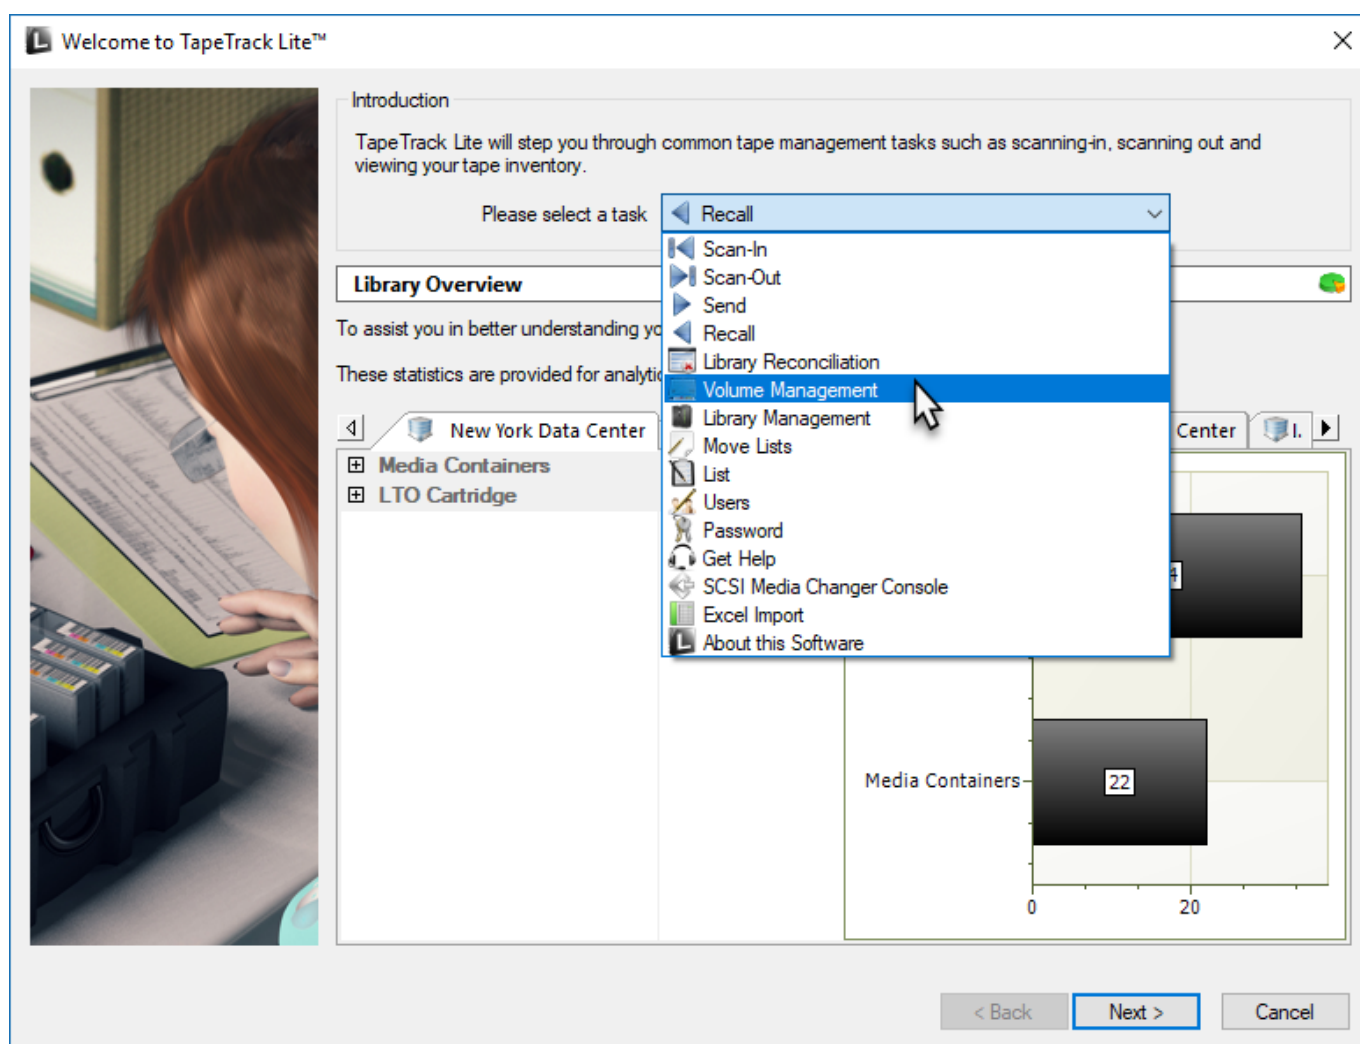 Welcome to TapeTrack Lite™
Introduction
TapeTrack Lite will step you through common tape management tasks such as scanning-in, scanning out and
viewing your tape inventory.
Please select a task
Recall
Scan-In
Scan-Out
Send
Recall
Library Reconciliation
Volume Management
Library Management
Move Lists
List
Users
Password
Get Help
SCSI Media Changer Console
Excel Import
About this Software
Library Overview
To assist you in better understanding
These statistics are provided for
New York Data Center
Center
Media Containers
LTO Cartridge
Media Containers
22
0
20
< Back
Next >
Cancel